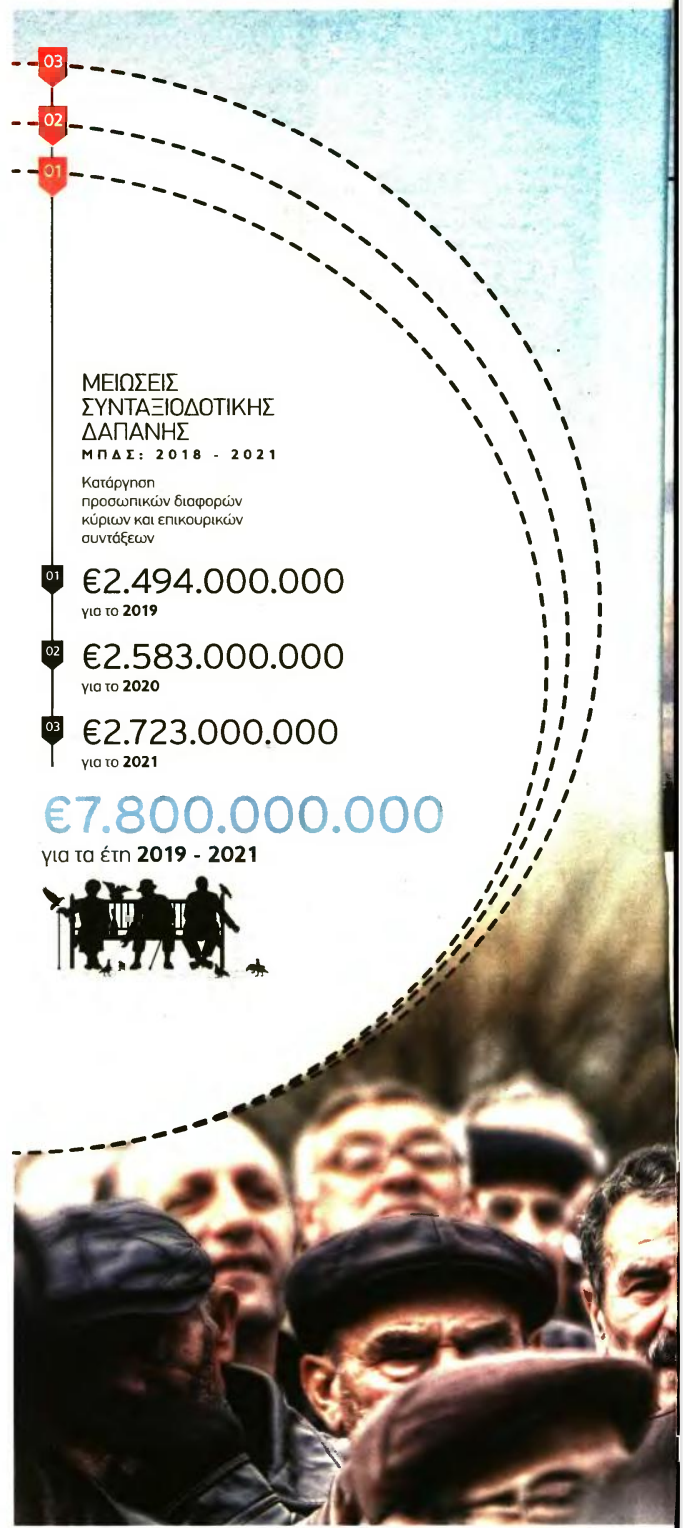 03
02
01
ΜΕΙΩΣΕΙΣ
ΣΥΝΤΑΞΙΟΔΟΤΙΚΗΣ
ΔΑΠΑΝΗΣ
ΜΠΔΣ: 2018 - 2021
Κατάργηση
προσωπικών διαφορών
κύριων και επικουρικών
συντάξεων
01 €2.494.000.000
για το 2019
02 €2.583.000.000
για το 2020
03 €2.723.000.000
για το 2021
€7.800.000.000
για τα έτη 2019 - 2021